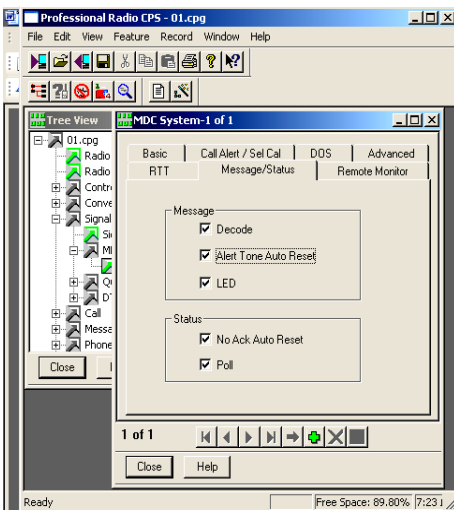 Professional Radio CPS - 01.cpg
File Edit View Feature Record Window Help
Tree View
01.cpg
Radio
Radio
Contr
Conve
Signal
Call
Messa
Phone
Close
MDC System-1 of 1
Basic Call Alert / Sel Cal DOS Advanced
RTT Message/Status Remote Monitor
Message
Decode
Alert Tone Auto Reset
LED
Status
No Ack Auto Reset
Poll
1 of 1
Close Help
Ready Free Space: 89.80% 7:23